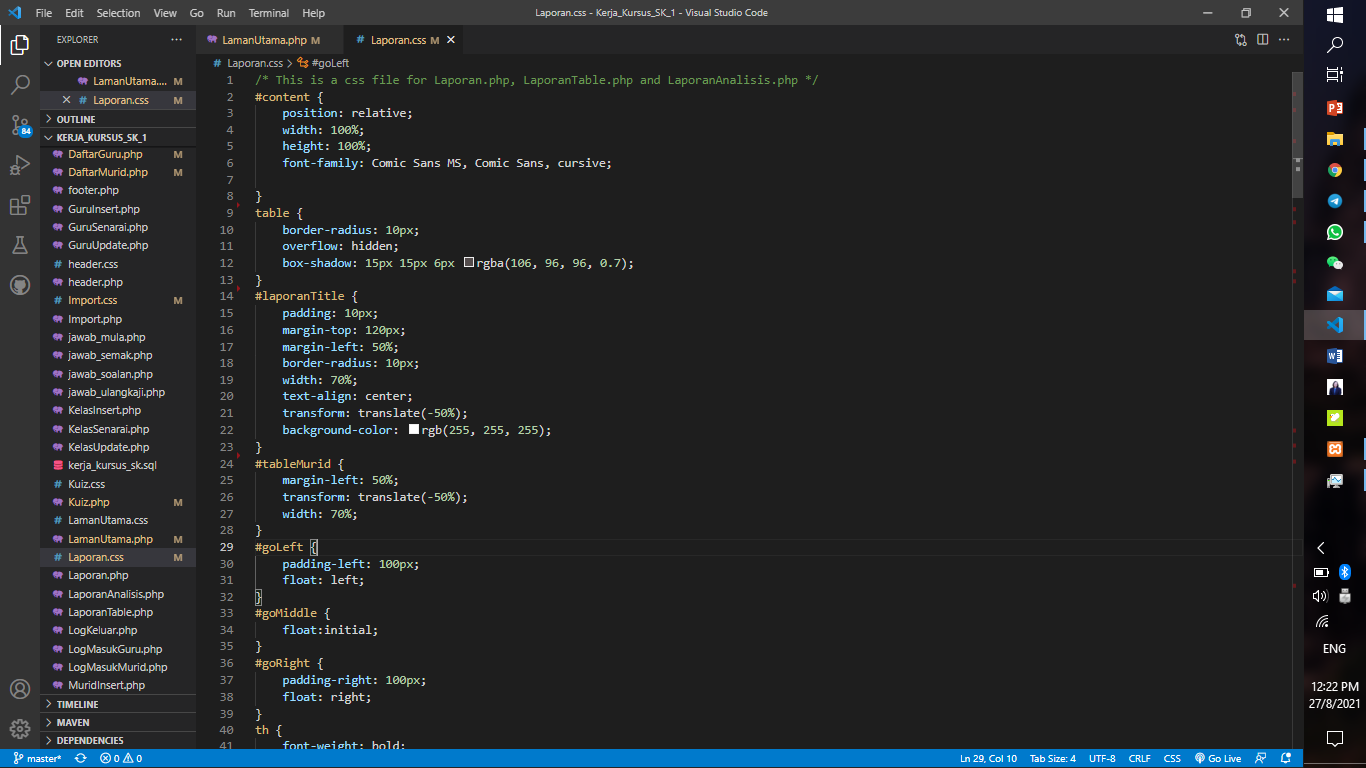 File Edit Selection View Go Run Terminal Help
Laporan.css - Kerja_Kursus_SK_1 - Visual Studio Code
EXPLORER
OPEN EDITORS
LamanUtama.... M
Laporan.css M
OUTLINE
KERJA_KURSUS_SK_1
DaftarGuru.php M
DaftarMurid.php M
footer.php
GuruInsert.php
GuruSenarai.php
GuruUpdate.php
header.css
header.php
Import.css M
Import.php
jawab_mula.php
jawab_semak.php
jawab_soalan.php
jawab_ulangkaji.php
KelasInsert.php
KelasSenarai.php
KelasUpdate.php
kerja_kursus_sk.sql
Kuiz.css
Kuiz.php M
LamanUtama.css
LamanUtama.php M
Laporan.css M
Laporan.php
LaporanAnalisis.php
LaporanTable.php
LogKeluar.php
LogMasukGuru.php
LogMasukMurid.php
MuridInsert.php
TIMELINE
MAVEN
DEPENDENCIES
84
LamanUtama.php M
# Laporan.css M
# Laporan.css > #goLeft
1 /* This is a css file for Laporan.php, LaporanTable.php and LaporanAnalisis.php */
2 #content {
3 position: relative;
4 width: 100%;
5 height: 100%;
6 font-family: Comic Sans MS, Comic Sans, cursive;
7
8 }
9 table {
10 border-radius: 10px;
11 overflow: hidden;
12 box-shadow: 15px 15px 6px rgba(106, 96, 96, 0.7);
13 }
14 #laporanTitle {
15 padding: 10px;
16 margin-top: 120px;
17 margin-left: 50%;
18 border-radius: 10px;
19 width: 70%;
20 text-align: center;
21 transform: translate(-50%);
22 background-color: rgb(255, 255, 255);
23 }
24 #tableMurid {
25 margin-left: 50%;
26 transform: translate(-50%);
27 width: 70%;
28 }
29 #goLeft {
30 padding-left: 100px;
31 float: left;
32 }
33 #goMiddle {
34 float:initial;
35 }
36 #goRight {
37 padding-right: 100px;
38 float: right;
39 }
40 th {
41 font-weight: bold;
master* 0 0
Ln 29, Col 10 Tab Size: 4 UTF-8 CRLF CSS Go Live
ENG
12:22 PM
27/8/2021